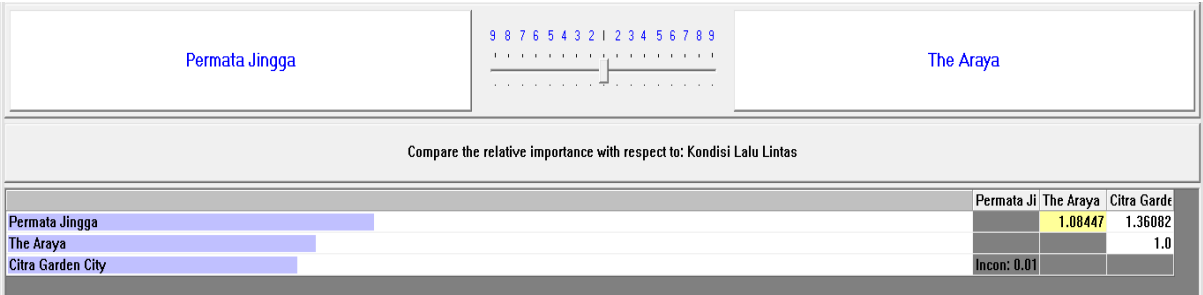 Permata Jingga
9 8 7 6 5 4 3 2 1 2 3 4 5 6 7 8 9
The Araya
Compare the relative importance with respect to: Kondisi Lalu Lintas
Permata Ji The Araya Citra Garde
Permata Jingga 1.08447 1.36082
The Araya 1.0
Citra Garden City Incon: 0.01